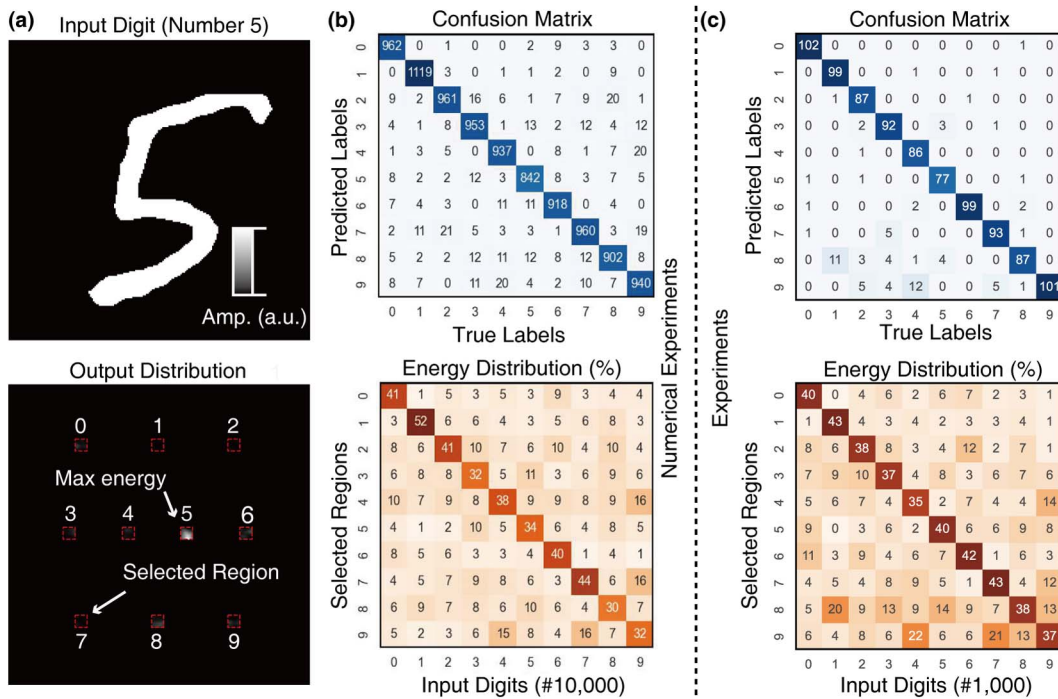 (a)
Input Digit (Number 5)
Amp. (a.u.)
Output Distribution
0 1 2
Max energy
3 4 5 6
Selected Region
7 8 9
(b)
Confusion Matrix
Predicted Labels
0 962 0 1 0 0 2 9 3 3 0
1 0 1119 3 0 1 1 2 0 9 0
2 9 2 961 16 6 1 7 9 20 1
3 4 1 8 953 1 13 2 12 4 12
4 1 3 5 0 937 0 8 1 7 20
5 8 2 2 12 3 842 8 3 7 5
6 7 4 3 0 11 11 918 0 4 0
7 2 11 21 5 3 3 1 960 3 19
8 5 2 2 12 11 12 8 12 902 8
9 8 7 0 11 20 4 2 10 7 940
0 1 2 3 4 5 6 7 8 9
True Labels
Energy Distribution (%)
Selected Regions
0 41 1 5 3 5 3 9 3 4 4
1 3 52 6 6 4 3 5 6 8 3
2 8 6 41 10 7 6 10 4 10 4
3 6 8 8 32 5 11 3 6 9 6
4 10 7 9 8 38 9 9 8 9 16
5 4 1 2 10 5 34 6 4 8 5
6 8 5 6 3 3 4 40 1 4 1
7 4 5 7 9 8 6 3 44 6 16
8 6 9 7 8 6 10 6 4 30 7
9 5 2 3 6 15 8 4 16 7 32
0 1 2 3 4 5 6 7 8 9
Input Digits (#10,000)
Numerical Experiments
Experiments
(c)
Confusion Matrix
Predicted Labels
0 102 0 0 0 0 0 0 0 1 0
1 0 99 0 0 1 0 0 0 1 0
2 0 1 87 0 0 1 0 0 0 0
3 0 0 2 92 0 3 0 1 0 0
4 0 0 1 0 86 0 0 0 0 0
5 1 0 1 0 0 77 0 0 1 0
6 1 0 0 0 2 0 99 0 2 0
7 1 0 0 5 0 0 0 93 1 0
8 0 11 3 4 1 4 0 0 87 0
9 0 0 5 4 12 0 0 5 1 101
0 1 2 3 4 5 6 7 8 9
True Labels
Energy Distribution (%)
Selected Regions
0 40 0 4 6 2 6 7 2 3 1
1 4 43 4 4 2 3 3 3 4 1
2 8 6 38 8 3 4 12 2 7 1
3 7 9 10 37 4 8 3 6 7 6
4 5 6 7 4 35 2 7 4 4 14
5 9 0 3 6 2 40 6 6 9 8
6 11 3 9 4 6 7 42 1 6 3
7 4 5 4 8 9 5 1 43 4 12
8 8 20 9 13 9 14 9 7 38 13
9 6 4 8 6 22 6 6 21 13 37
0 1 2 3 4 5 6 7 8 9
Input Digits (#1,000)